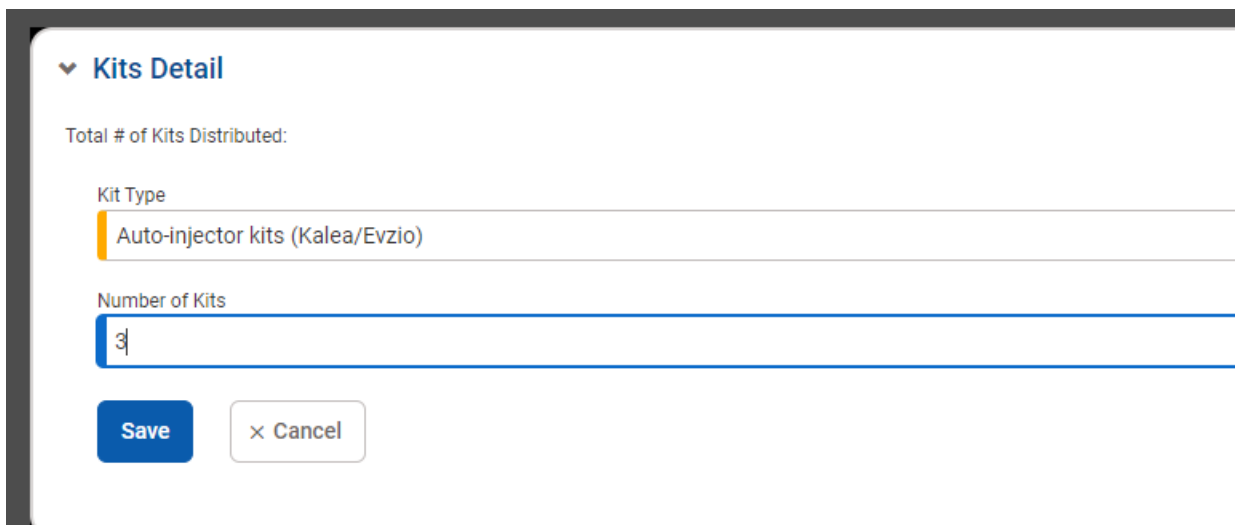 Kits Detail
Total # of Kits Distributed:
Kit Type
Auto-injector kits (Kalea/Evzio)
Number of Kits
3
Save
× Cancel